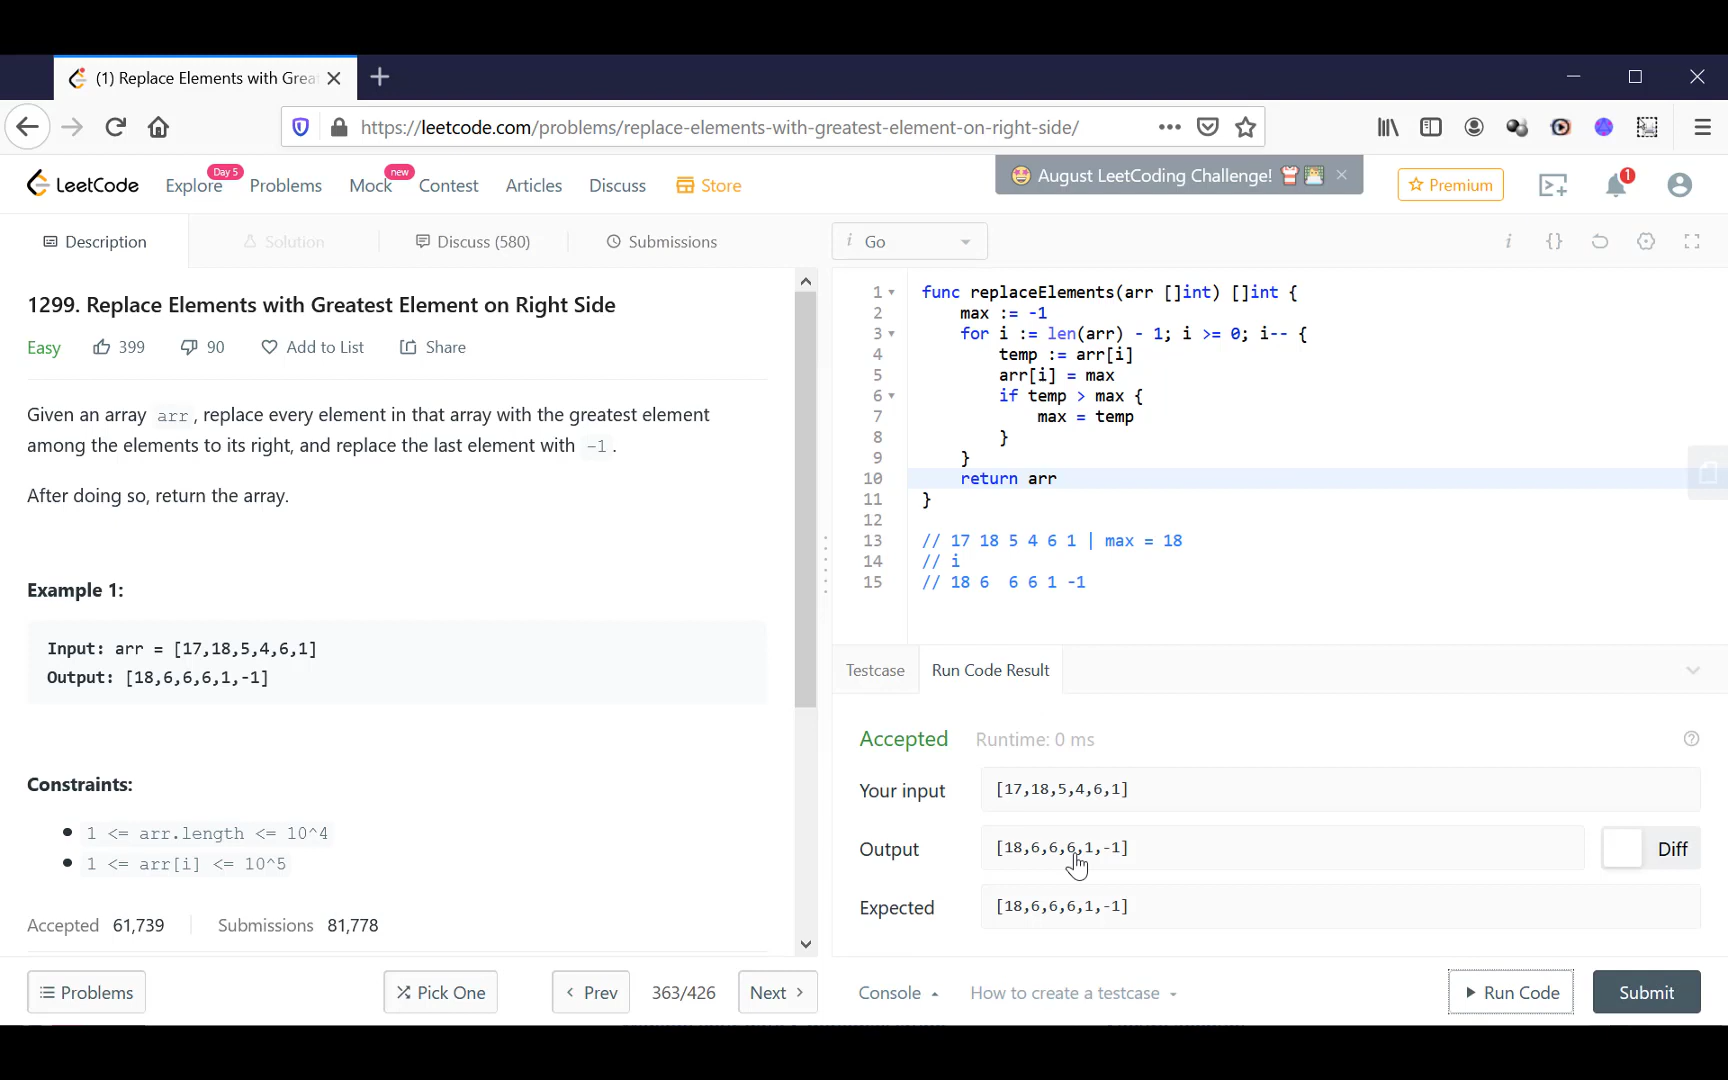 (1) Replace Elements with Grea
https://leetcode.com/problems/replace-elements-with-greatest-element-on-right-side/
LeetCode
Explore
Day 5
Problems
Mock
new
Contest
Articles
Discuss
Store
August LeetCoding Challenge!
Premium
1
Description
Solution
Discuss (580)
Submissions
i Go
i
{}
1299. Replace Elements with Greatest Element on Right Side
Easy
399
90
Add to List
Share
Given an array arr, replace every element in that array with the greatest element
among the elements to its right, and replace the last element with -1.
After doing so, return the array.
Example 1:
Input: arr = [17,18,5,4,6,1]
Output: [18,6,6,6,1,-1]
Constraints:
1 <= arr.length <= 10^4
1 <= arr[i] <= 10^5
Accepted 61,739
Submissions 81,778
Problems
Pick One
Prev
363/426
Next
1 func replaceElements(arr []int) []int {
2 max := -1
3 for i := len(arr) - 1; i >= 0; i-- {
4 temp := arr[i]
5 arr[i] = max
6 if temp > max {
7 max = temp
8 }
9 }
10 return arr
11 }
12
13 // 17 18 5 4 6 1 | max = 18
14 // i
15 // 18 6  6 6 1 -1
Testcase
Run Code Result
Accepted
Runtime: 0 ms
Your input
[17,18,5,4,6,1]
Output
[18,6,6,6,1,-1]
Diff
Expected
[18,6,6,6,1,-1]
Console
How to create a testcase
Run Code
Submit